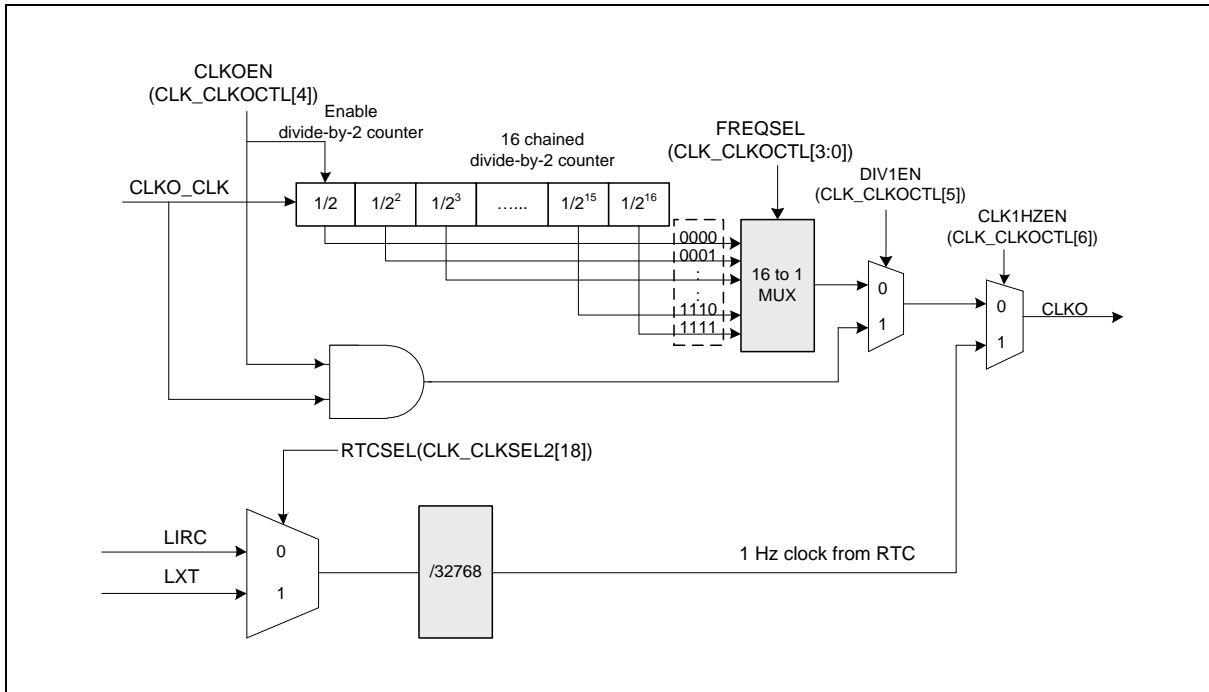 CLKOEN
(CLK_CLKOCTL[4])
Enable
divide-by-2 counter
16 chained
divide-by-2 counter
FREQSEL
(CLK_CLKOCTL[3:0])
DIV1EN
(CLK_CLKOCTL[5])
CLK1HZEN
(CLK_CLKOCTL[6])
CLKO_CLK
1/2
1/2²
1/2³
…...
1/2¹⁵
1/2¹⁶
0000
0001
:
:
1110
1111
16 to 1
MUX
0
1
0
1
CLKO
RTCSEL(CLK_CLKSEL2[18])
LIRC
LXT
0
1
/32768
1 Hz clock from RTC